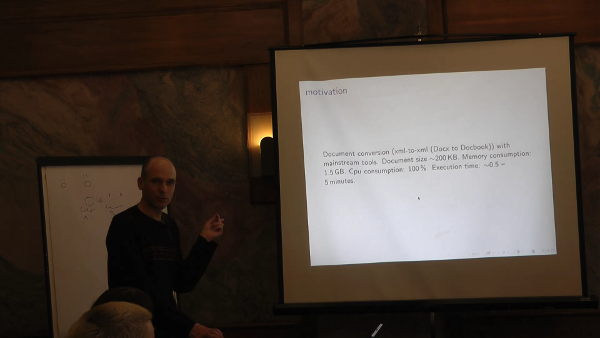 motivation
Document conversion (xml-to-xml (Docx to Docbook)) with
mainstream tools. Document size ~200 KB. Memory consumption:
1.5 GB. Cpu consumption: 100 %. Execution time: ~0.5 –
5 minutes.